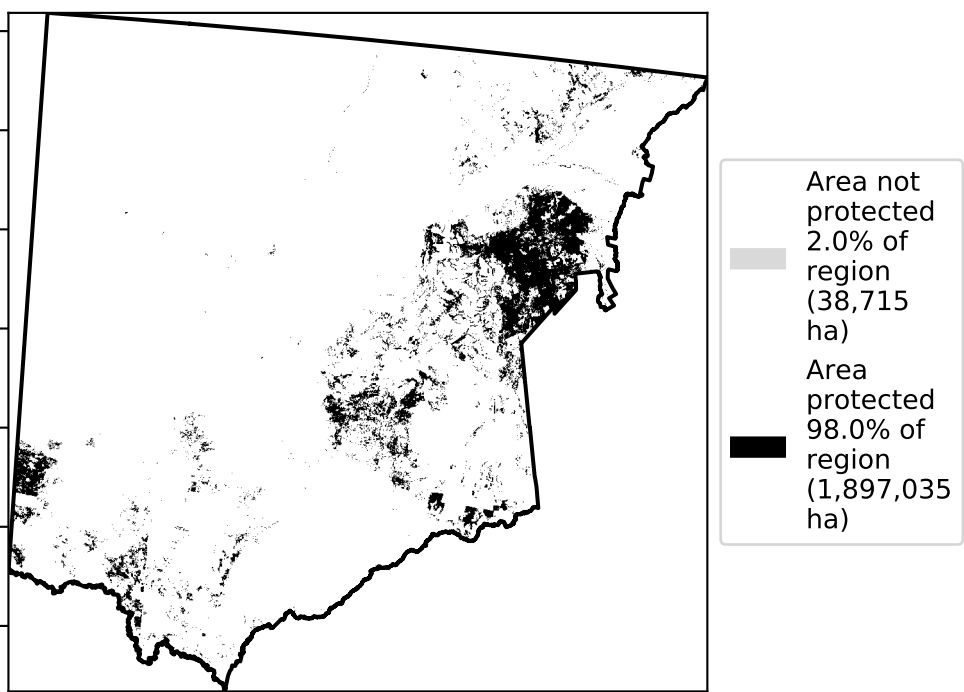 Area not
protected
2.0% of
region
(38,715
ha)
Area
protected
98.0% of
region
(1,897,035
ha)